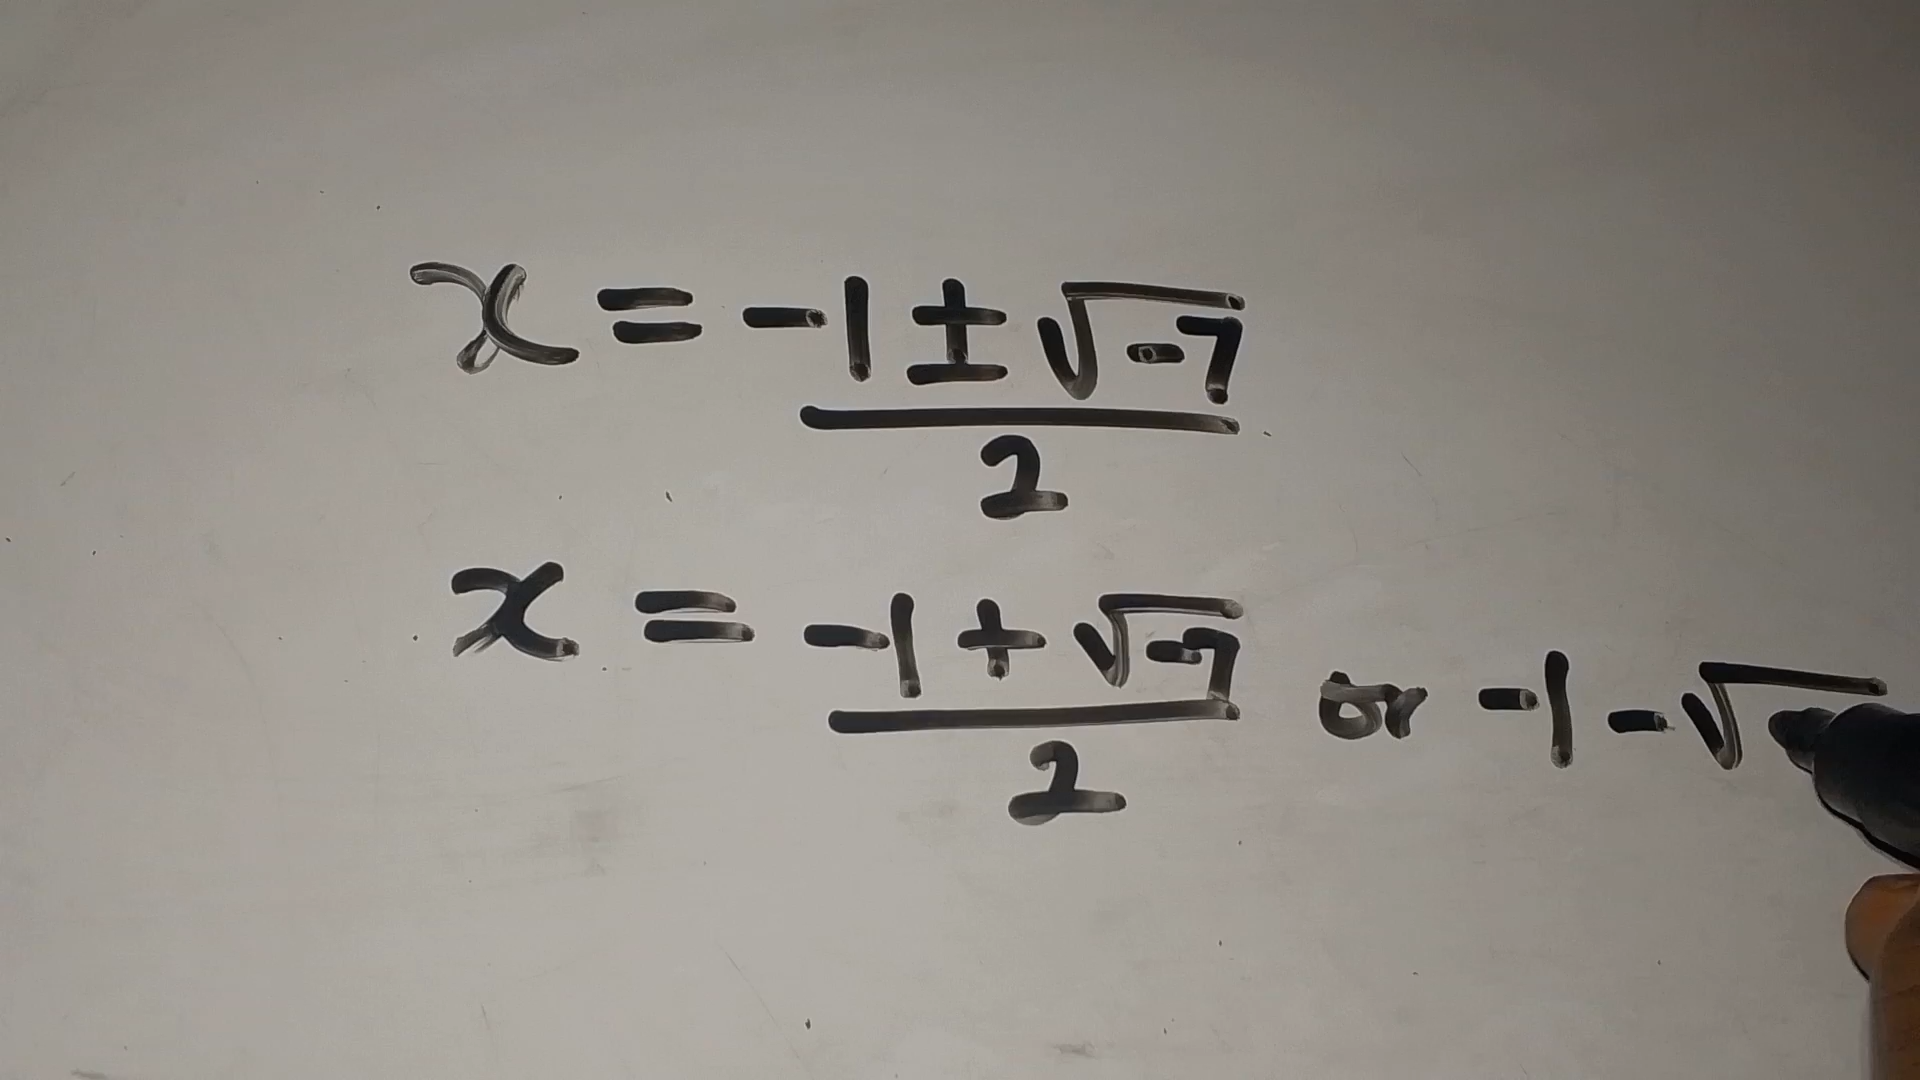 x = -1 ± √-7
2
x = -1 + √-7 or -1 - √
2